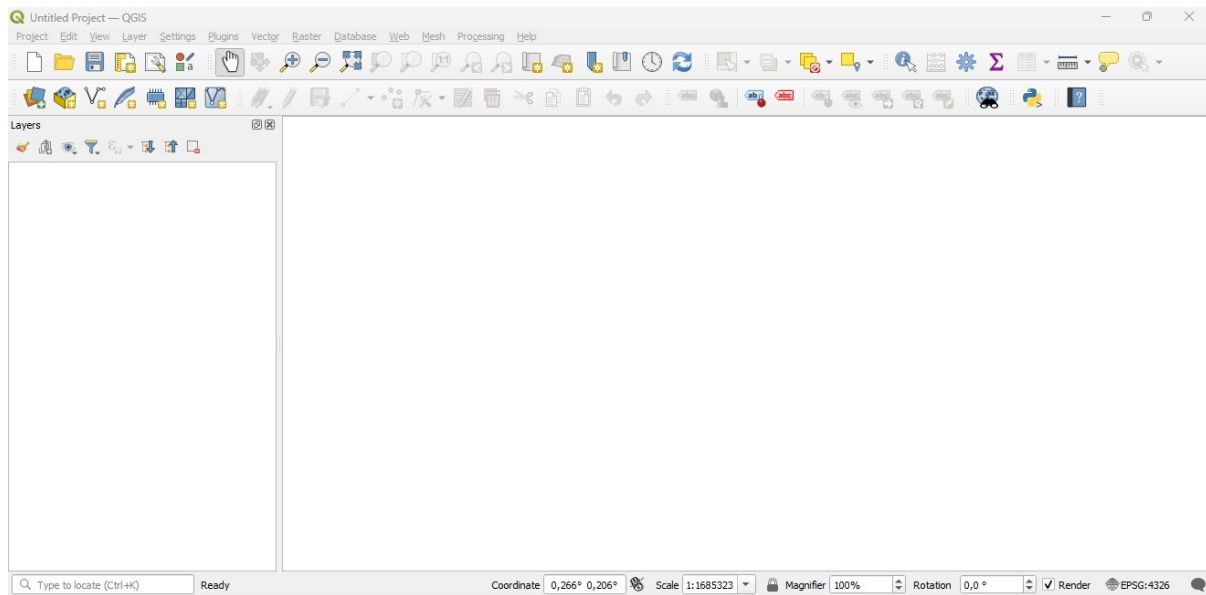 Untitled Project — QGIS
Project Edit View Layer Settings Plugins Vector Raster Database Web Mesh Processing Help
Layers
Type to locate (Ctrl+K) Ready Coordinate 0,266° 0,206° Scale 1:1685323 Magnifier 100% Rotation 0,0 ° Render EPSG:4326